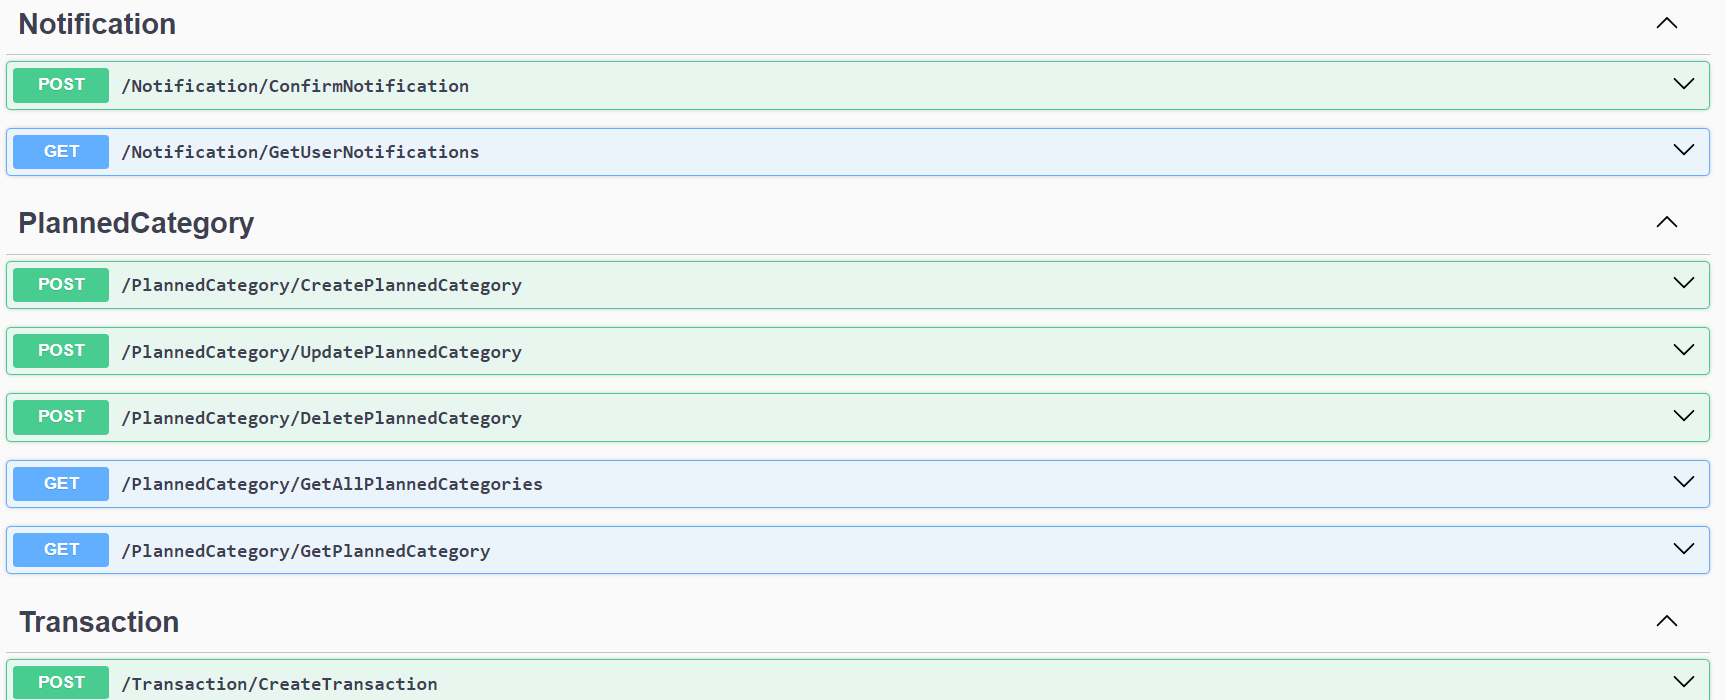 Notification
POST /Notification/ConfirmNotification
GET /Notification/GetUserNotifications
PlannedCategory
POST /PlannedCategory/CreatePlannedCategory
POST /PlannedCategory/UpdatePlannedCategory
POST /PlannedCategory/DeletePlannedCategory
GET /PlannedCategory/GetAllPlannedCategories
GET /PlannedCategory/GetPlannedCategory
Transaction
POST /Transaction/CreateTransaction